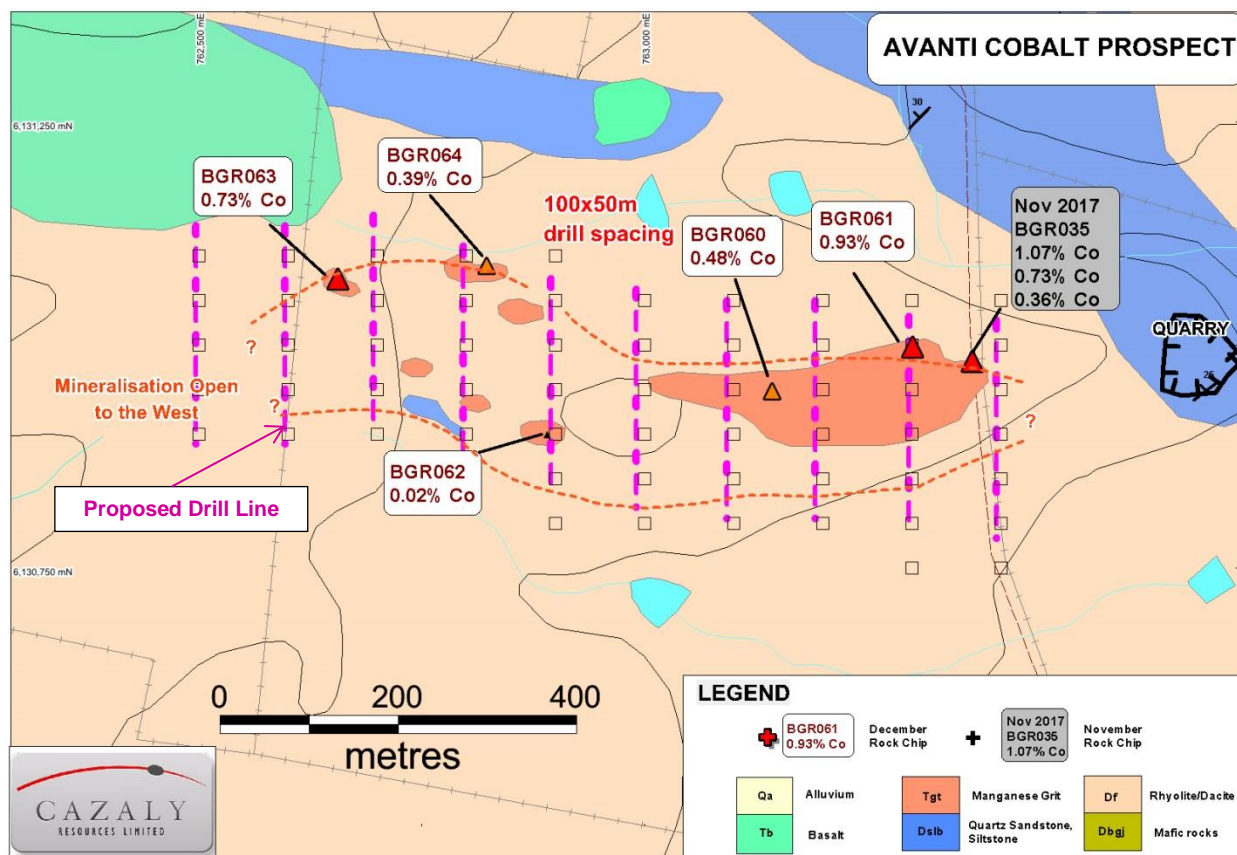 AVANTI COBALT PROSPECT
762,500 mE
763,000 mE
6,131,250 mN
30
BGR063
0.73% Co
BGR064
0.39% Co
100x50m
drill spacing
BGR060
0.48% Co
BGR061
0.93% Co
Nov 2017
BGR035
1.07% Co
0.73% Co
0.36% Co
QUARRY
25
?
Mineralisation Open
to the West
?
?
BGR062
0.02% Co
Proposed Drill Line
6,130,750 mN
0 200 400
metres
CAZALY
RESOURCES LIMITED
LEGEND
BGR061
0.93% Co
December
Rock Chip
Nov 2017
BGR035
1.07% Co
November
Rock Chip
Qa Alluvium
Tgt Manganese Grit
Df Rhyolite/Dacite
Tb Basalt
Dslb Quartz Sandstone,
Siltstone
Dbgj Mafic rocks